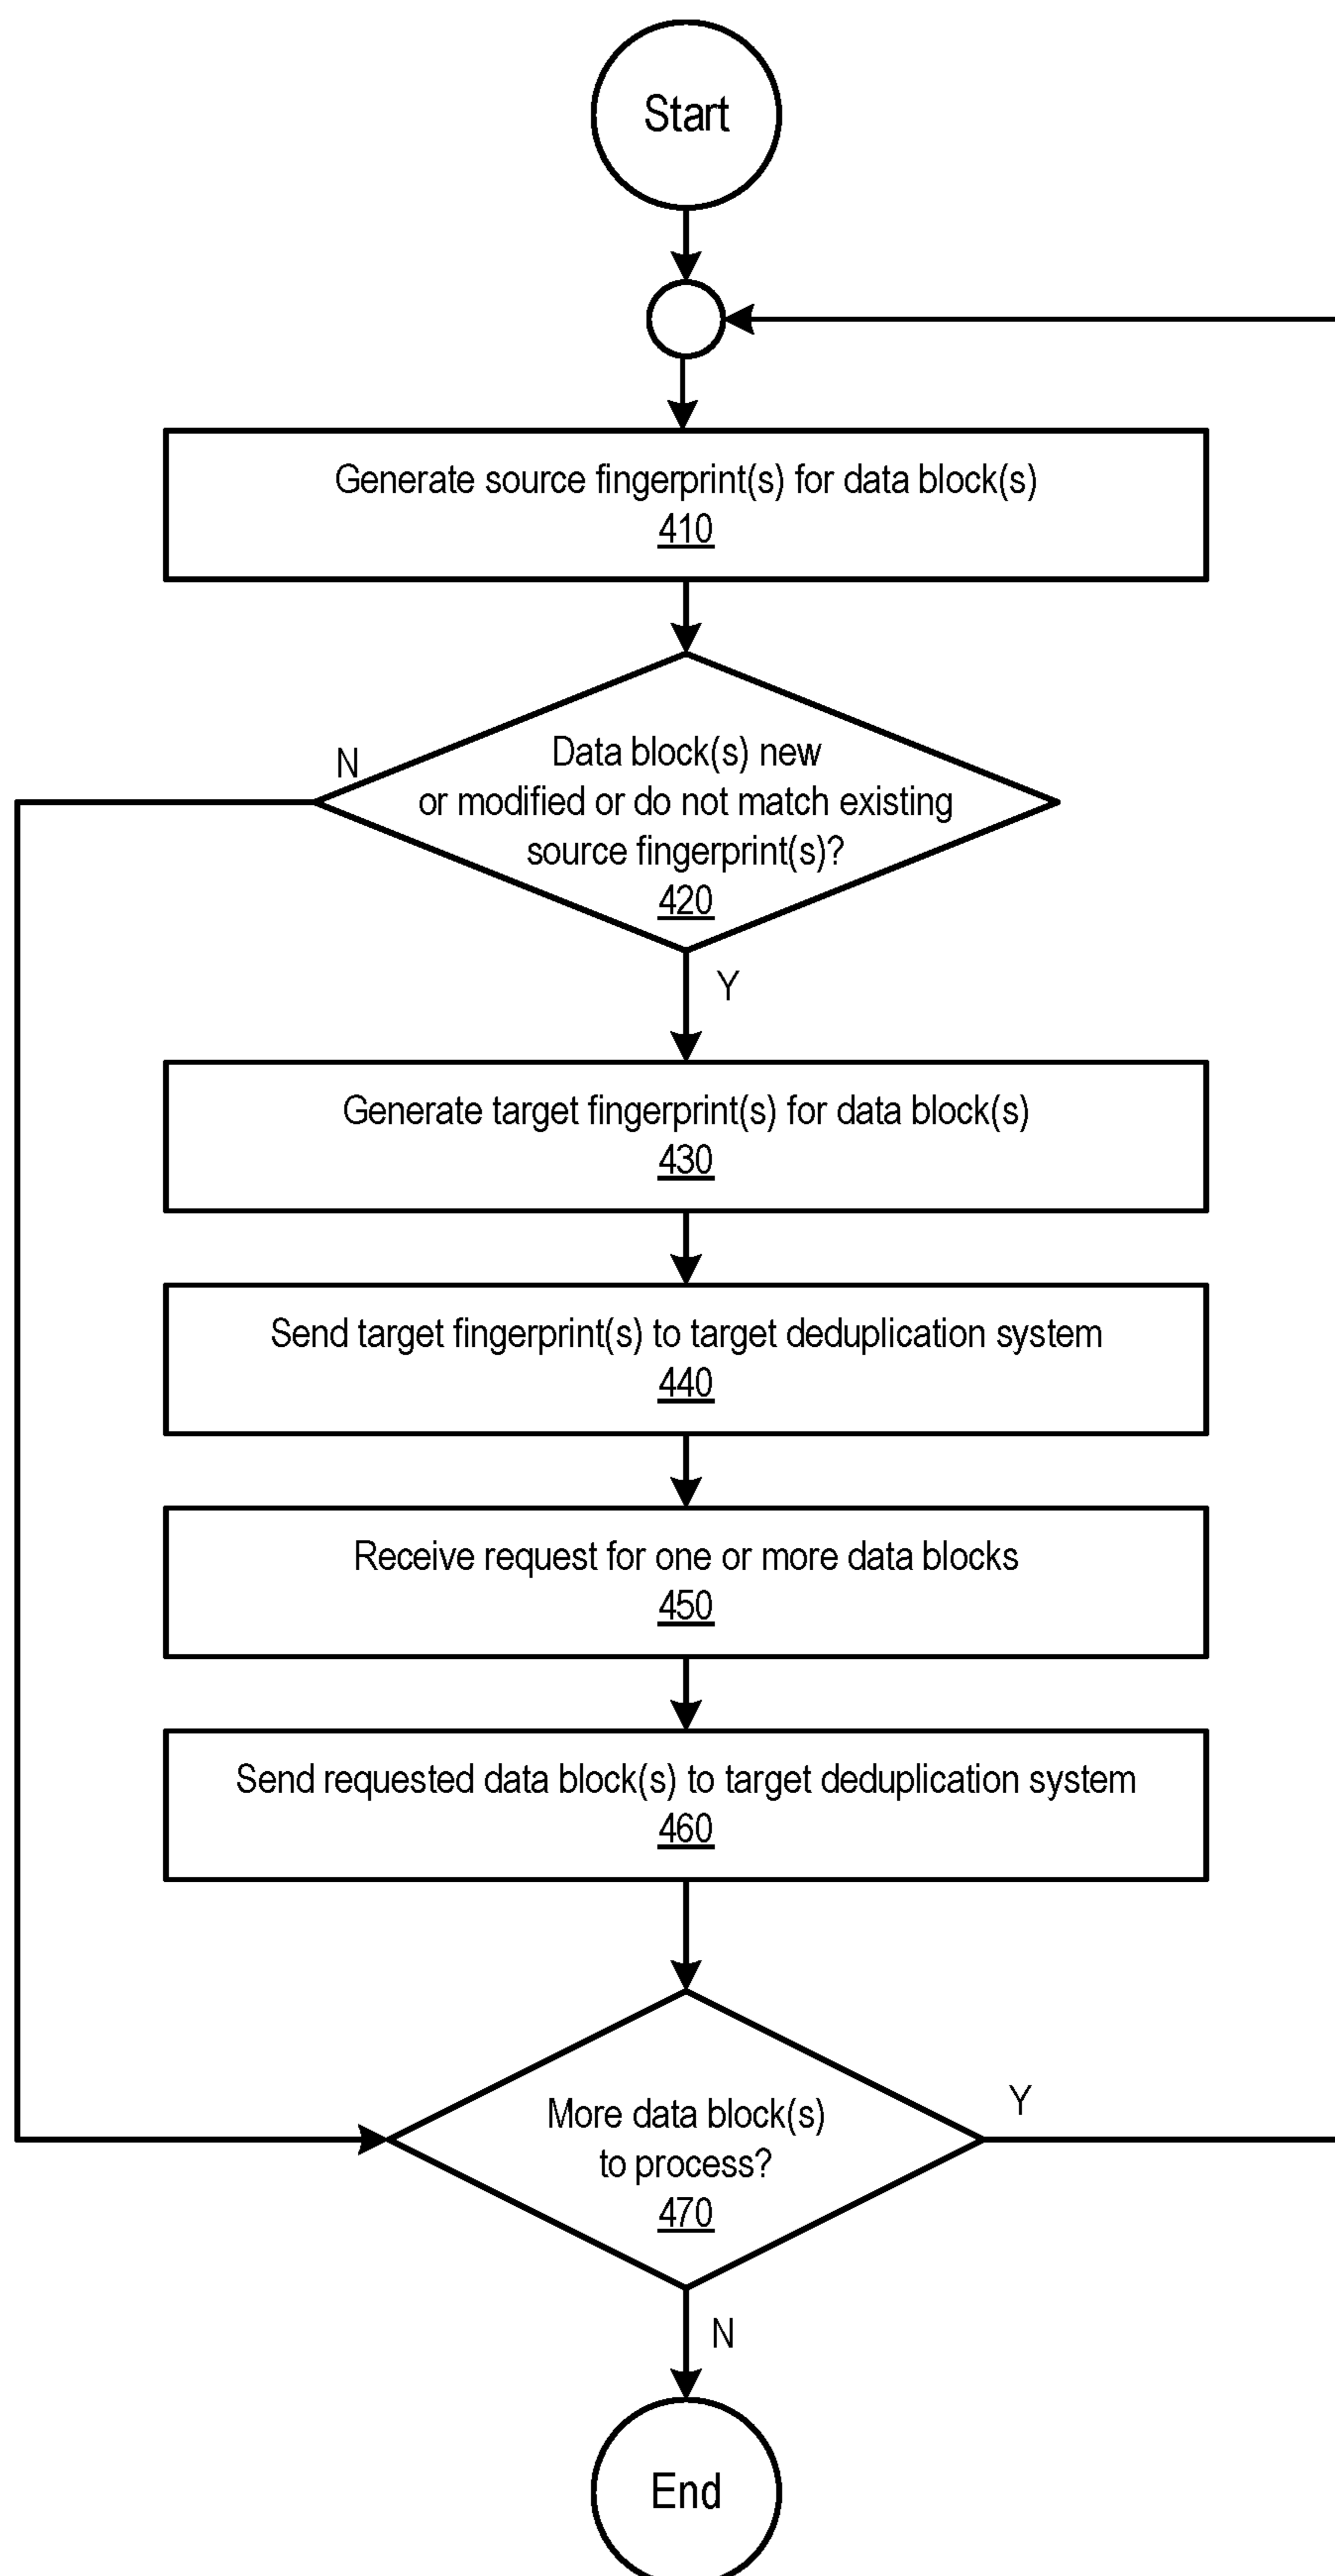 Start
Generate source fingerprint(s) for data block(s)
410
N
Data block(s) new
or modified or do not match existing
source fingerprint(s)?
420
Y
Generate target fingerprint(s) for data block(s)
430
Send target fingerprint(s) to target deduplication system
440
Receive request for one or more data blocks
450
Send requested data block(s) to target deduplication system
460
Y
More data block(s)
to process?
470
N
End